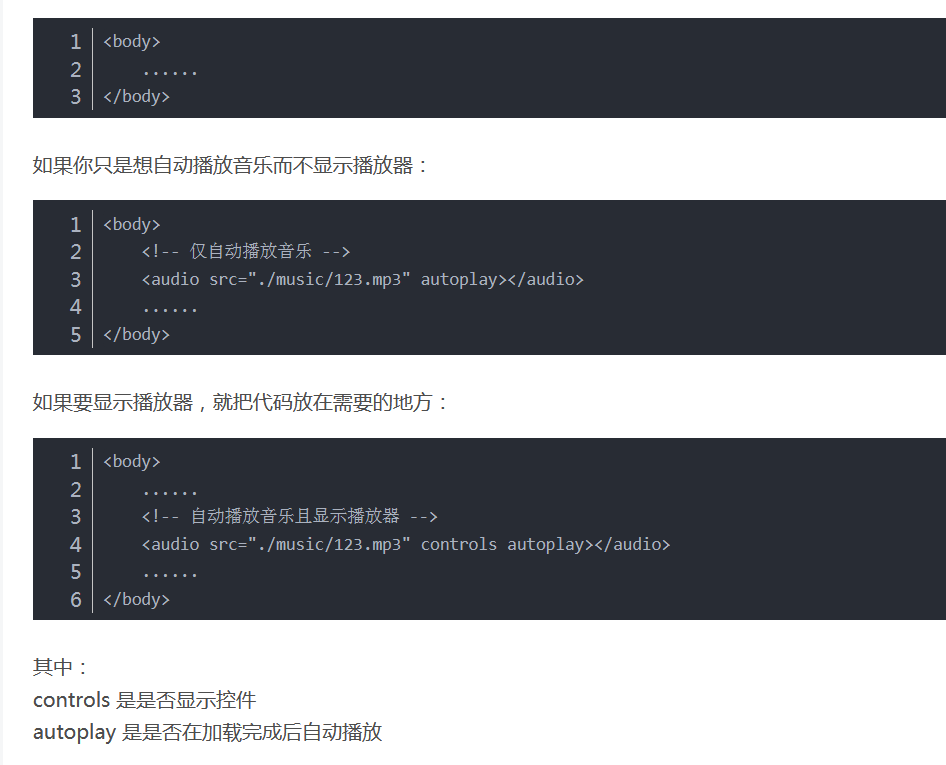 1 <body>
2     ......
3 </body>
如果你只是想自动播放音乐而不显示播放器：
1 <body>
2     <!-- 仅自动播放音乐 -->
3     <audio src="./music/123.mp3" autoplay></audio>
4     ......
5 </body>
如果要显示播放器，就把代码放在需要的地方：
1 <body>
2     ......
3     <!-- 自动播放音乐且显示播放器 -->
4     <audio src="./music/123.mp3" controls autoplay></audio>
5     ......
6 </body>
其中：
controls 是是否显示控件
autoplay 是是否在加载完成后自动播放